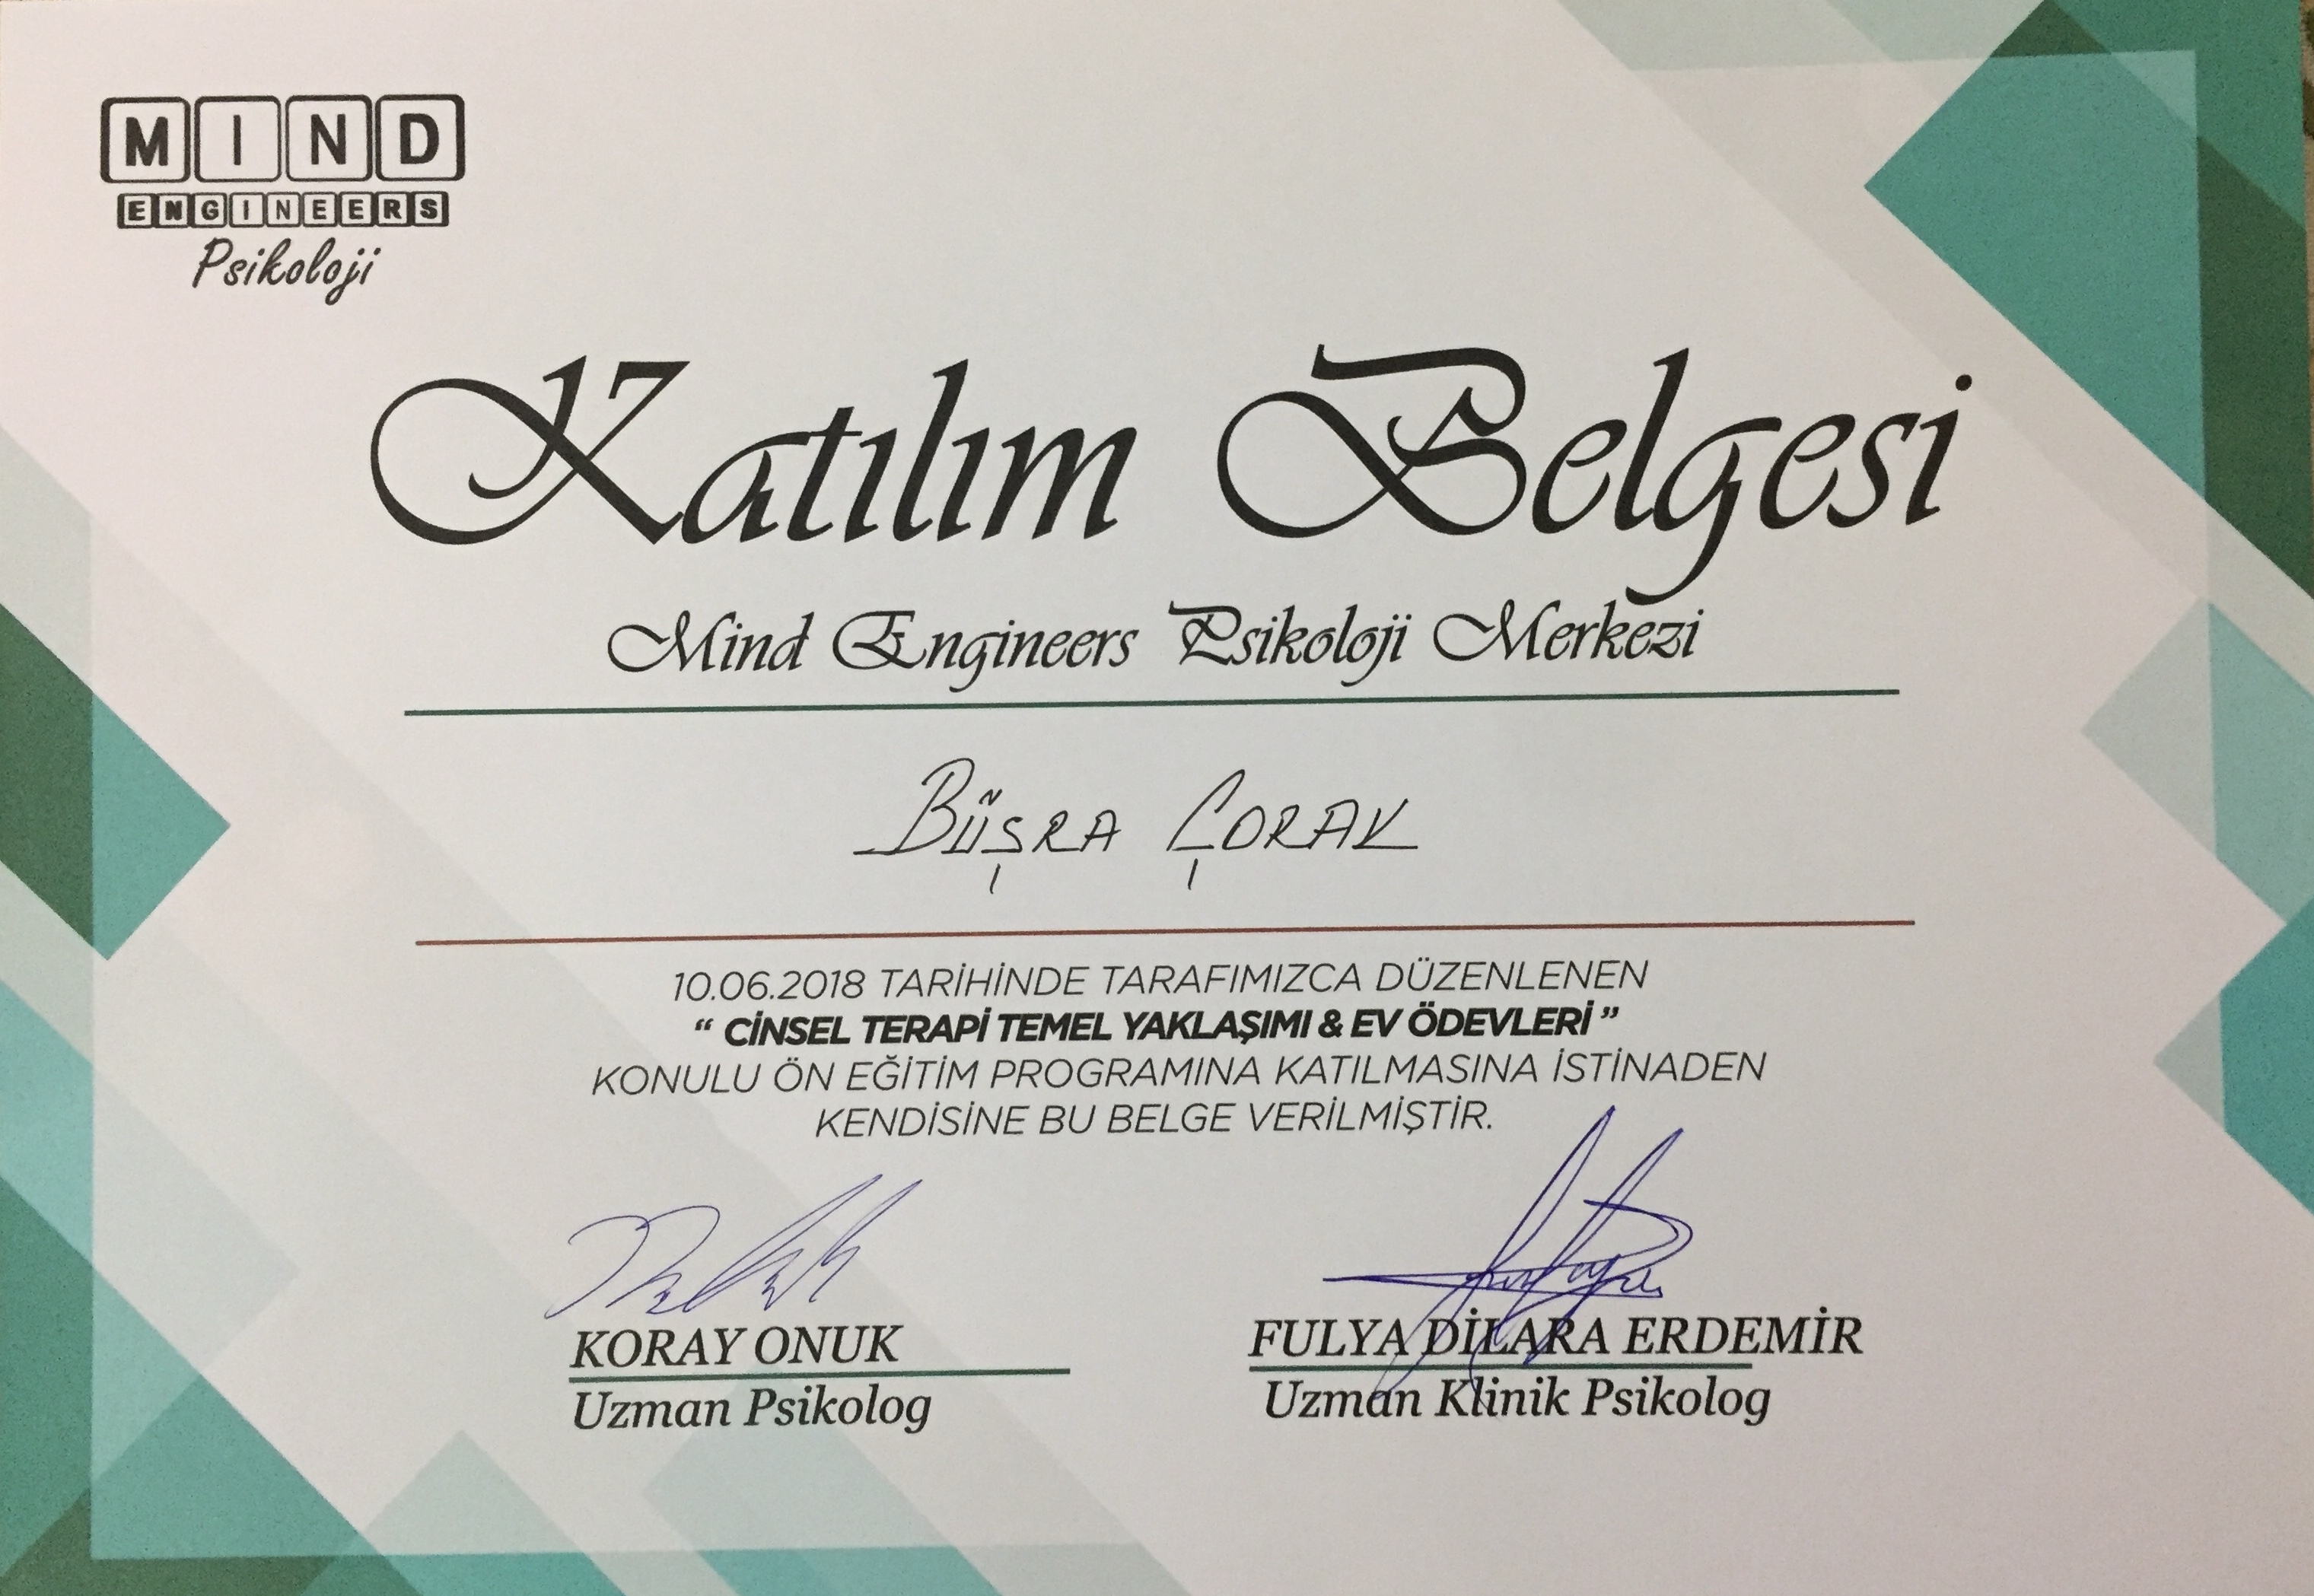 MIND
ENGINEERS
Psikoloji
Katılım Belgesi
Mind Engineers Psikoloji Merkezi
BÜŞRA ÇORAK
10.06.2018 TARİHİNDE TARAFIMIZCA DÜZENLENEN
“ CİNSEL TERAPİ TEMEL YAKLAŞIMI & EV ÖDEVLERİ ”
KONULU ÖN EĞİTİM PROGRAMINA KATILMASINA İSTİNADEN
KENDİSİNE BU BELGE VERİLMİŞTİR.
KORAY ONUK
Uzman Psikolog
FULYA DİLARA ERDEMİR
Uzman Klinik Psikolog